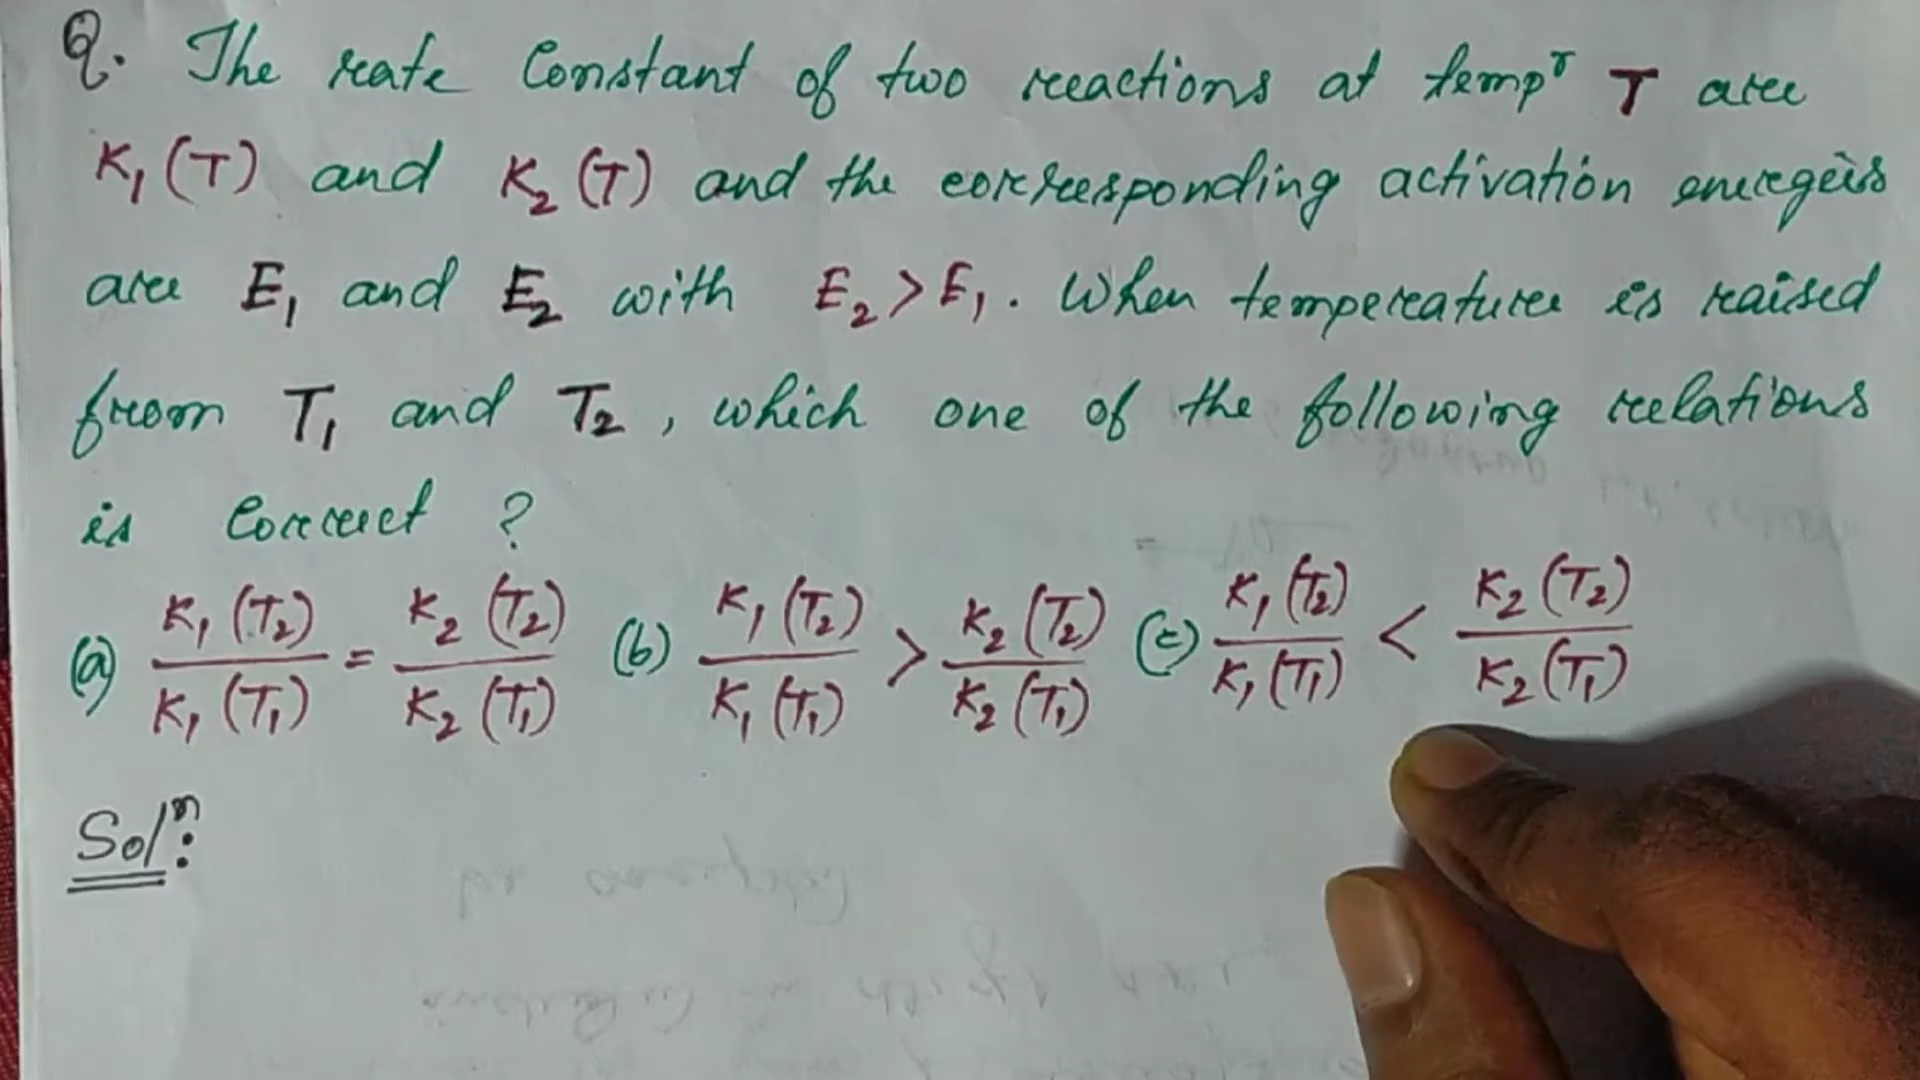 Q. The rate Constant of two reactions at tempʳ T are
K₁ (T) and K₂ (T) and the corresponding activation energeis
are E₁ and E₂ with E₂ > E₁. When temperature is raised
from T₁ and T₂, which one of the following relations
is Correct ?
(a) K₁ (T₂) / K₁ (T₁) = K₂ (T₂) / K₂ (T₁) (b) K₁ (T₂) / K₁ (T₁) > K₂ (T₂) / K₂ (T₁) (c) K₁ (T₂) / K₁ (T₁) < K₂ (T₂) / K₂ (T₁)
Solⁿ: